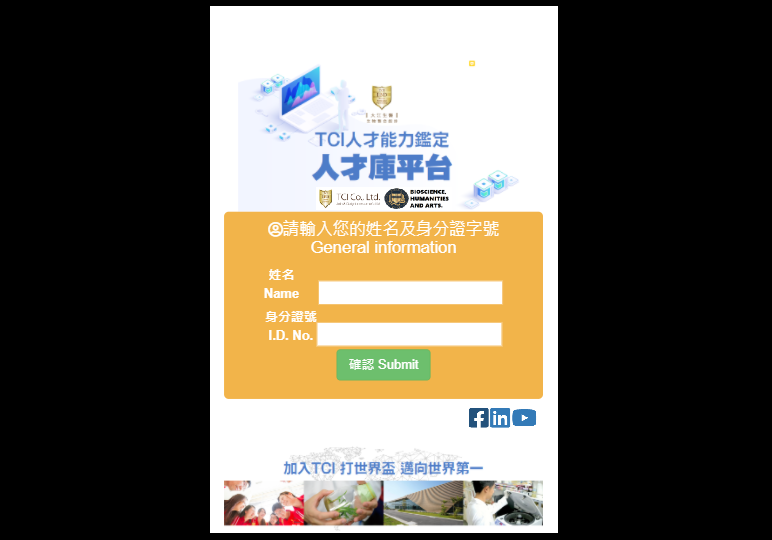 TCI人才能力鑑定
人才庫平台
TCI Co., Ltd.
BIOSCIENCE,
HUMANITIES
AND ARTS.
請輸入您的姓名及身分證字號
General information
姓名
Name
身分證號
I.D. No.
確認 Submit
加入TCI 打世界盃 邁向世界第一